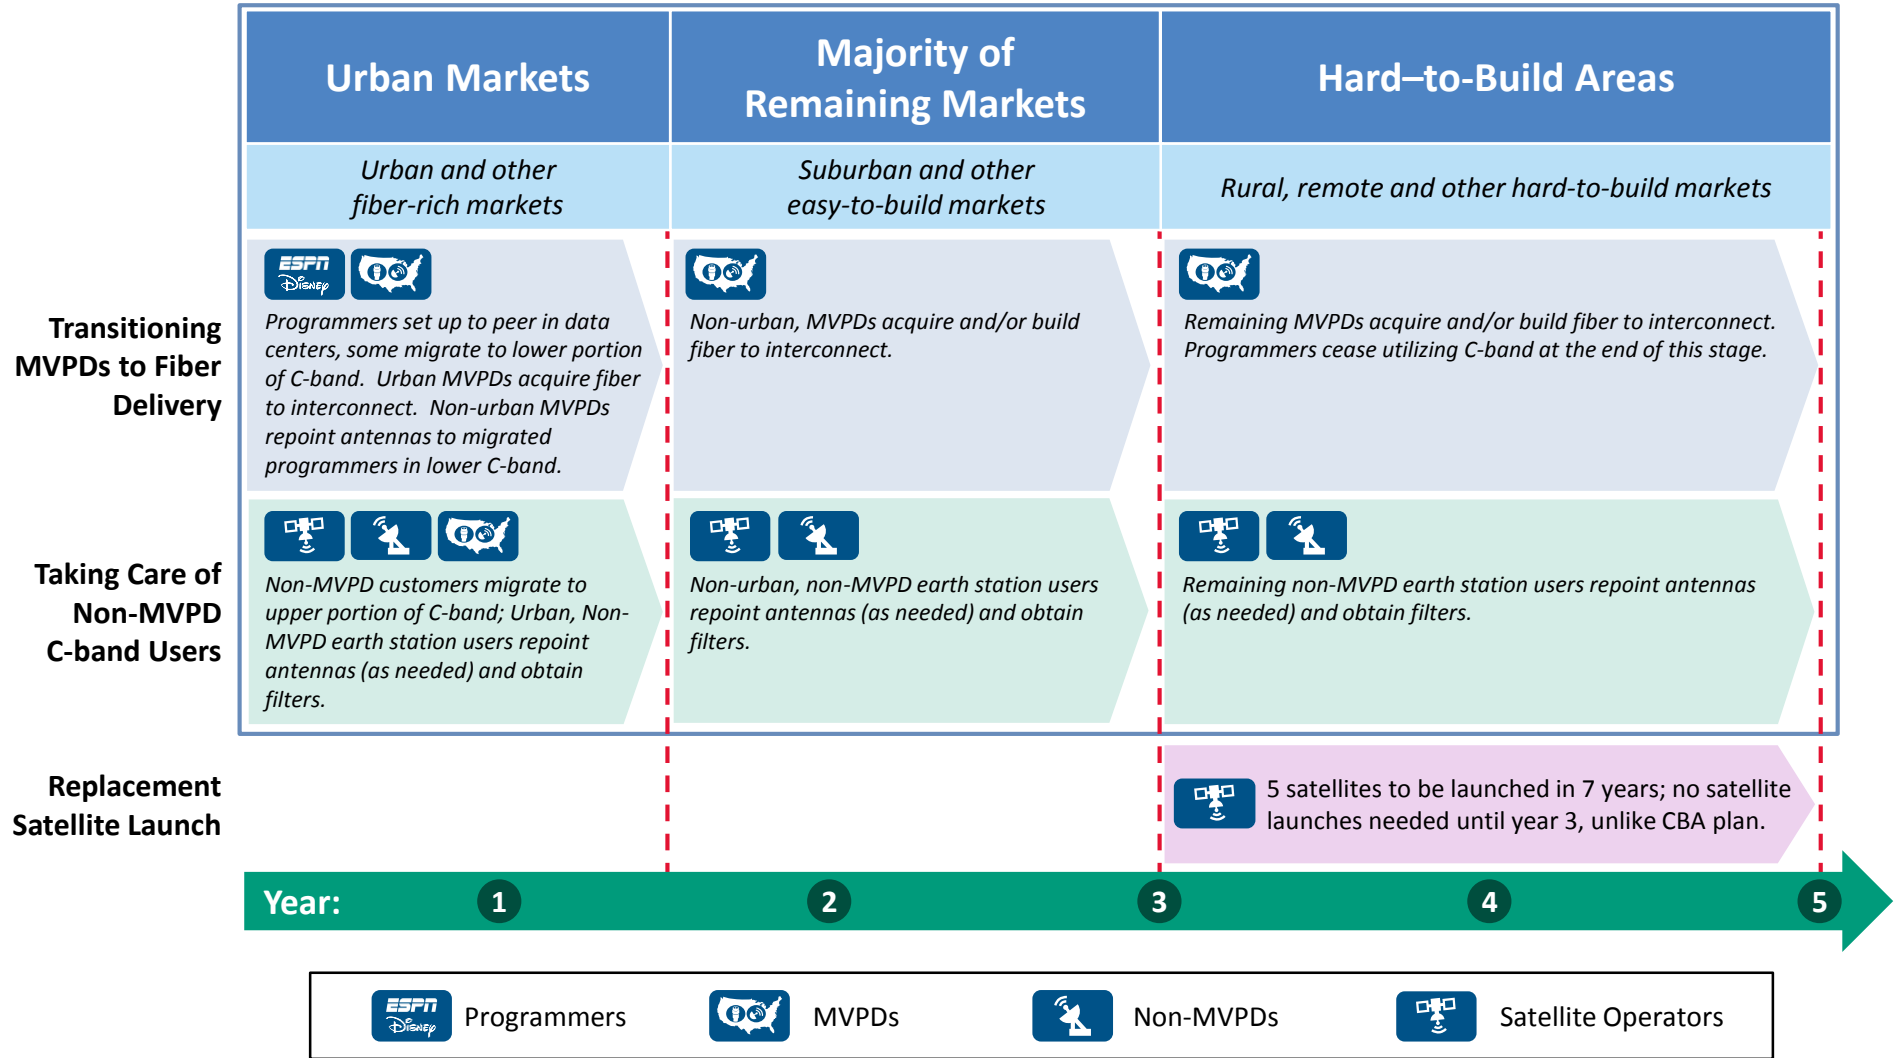 Urban Markets
Majority of
Remaining Markets
Hard–to-Build Areas
Urban and other
fiber-rich markets
Suburban and other
easy-to-build markets
Rural, remote and other hard-to-build markets
Transitioning
MVPDs to Fiber
Delivery
ESPN
Disney
Programmers set up to peer in data
centers, some migrate to lower portion
of C-band.  Urban MVPDs acquire fiber
to interconnect.  Non-urban MVPDs
repoint antennas to migrated
programmers in lower C-band.
Non-urban, MVPDs acquire and/or build
fiber to interconnect.
Remaining MVPDs acquire and/or build fiber to interconnect.
Programmers cease utilizing C-band at the end of this stage.
Taking Care of
Non-MVPD
C-band Users
Non-MVPD customers migrate to
upper portion of C-band; Urban, Non-
MVPD earth station users repoint
antennas (as needed) and obtain
filters.
Non-urban, non-MVPD earth station users
repoint antennas (as needed) and obtain
filters.
Remaining non-MVPD earth station users repoint antennas
(as needed) and obtain filters.
Replacement
Satellite Launch
5 satellites to be launched in 7 years; no satellite
launches needed until year 3, unlike CBA plan.
Year: 1 2 3 4 5
ESPN
Disney
Programmers
MVPDs
Non-MVPDs
Satellite Operators